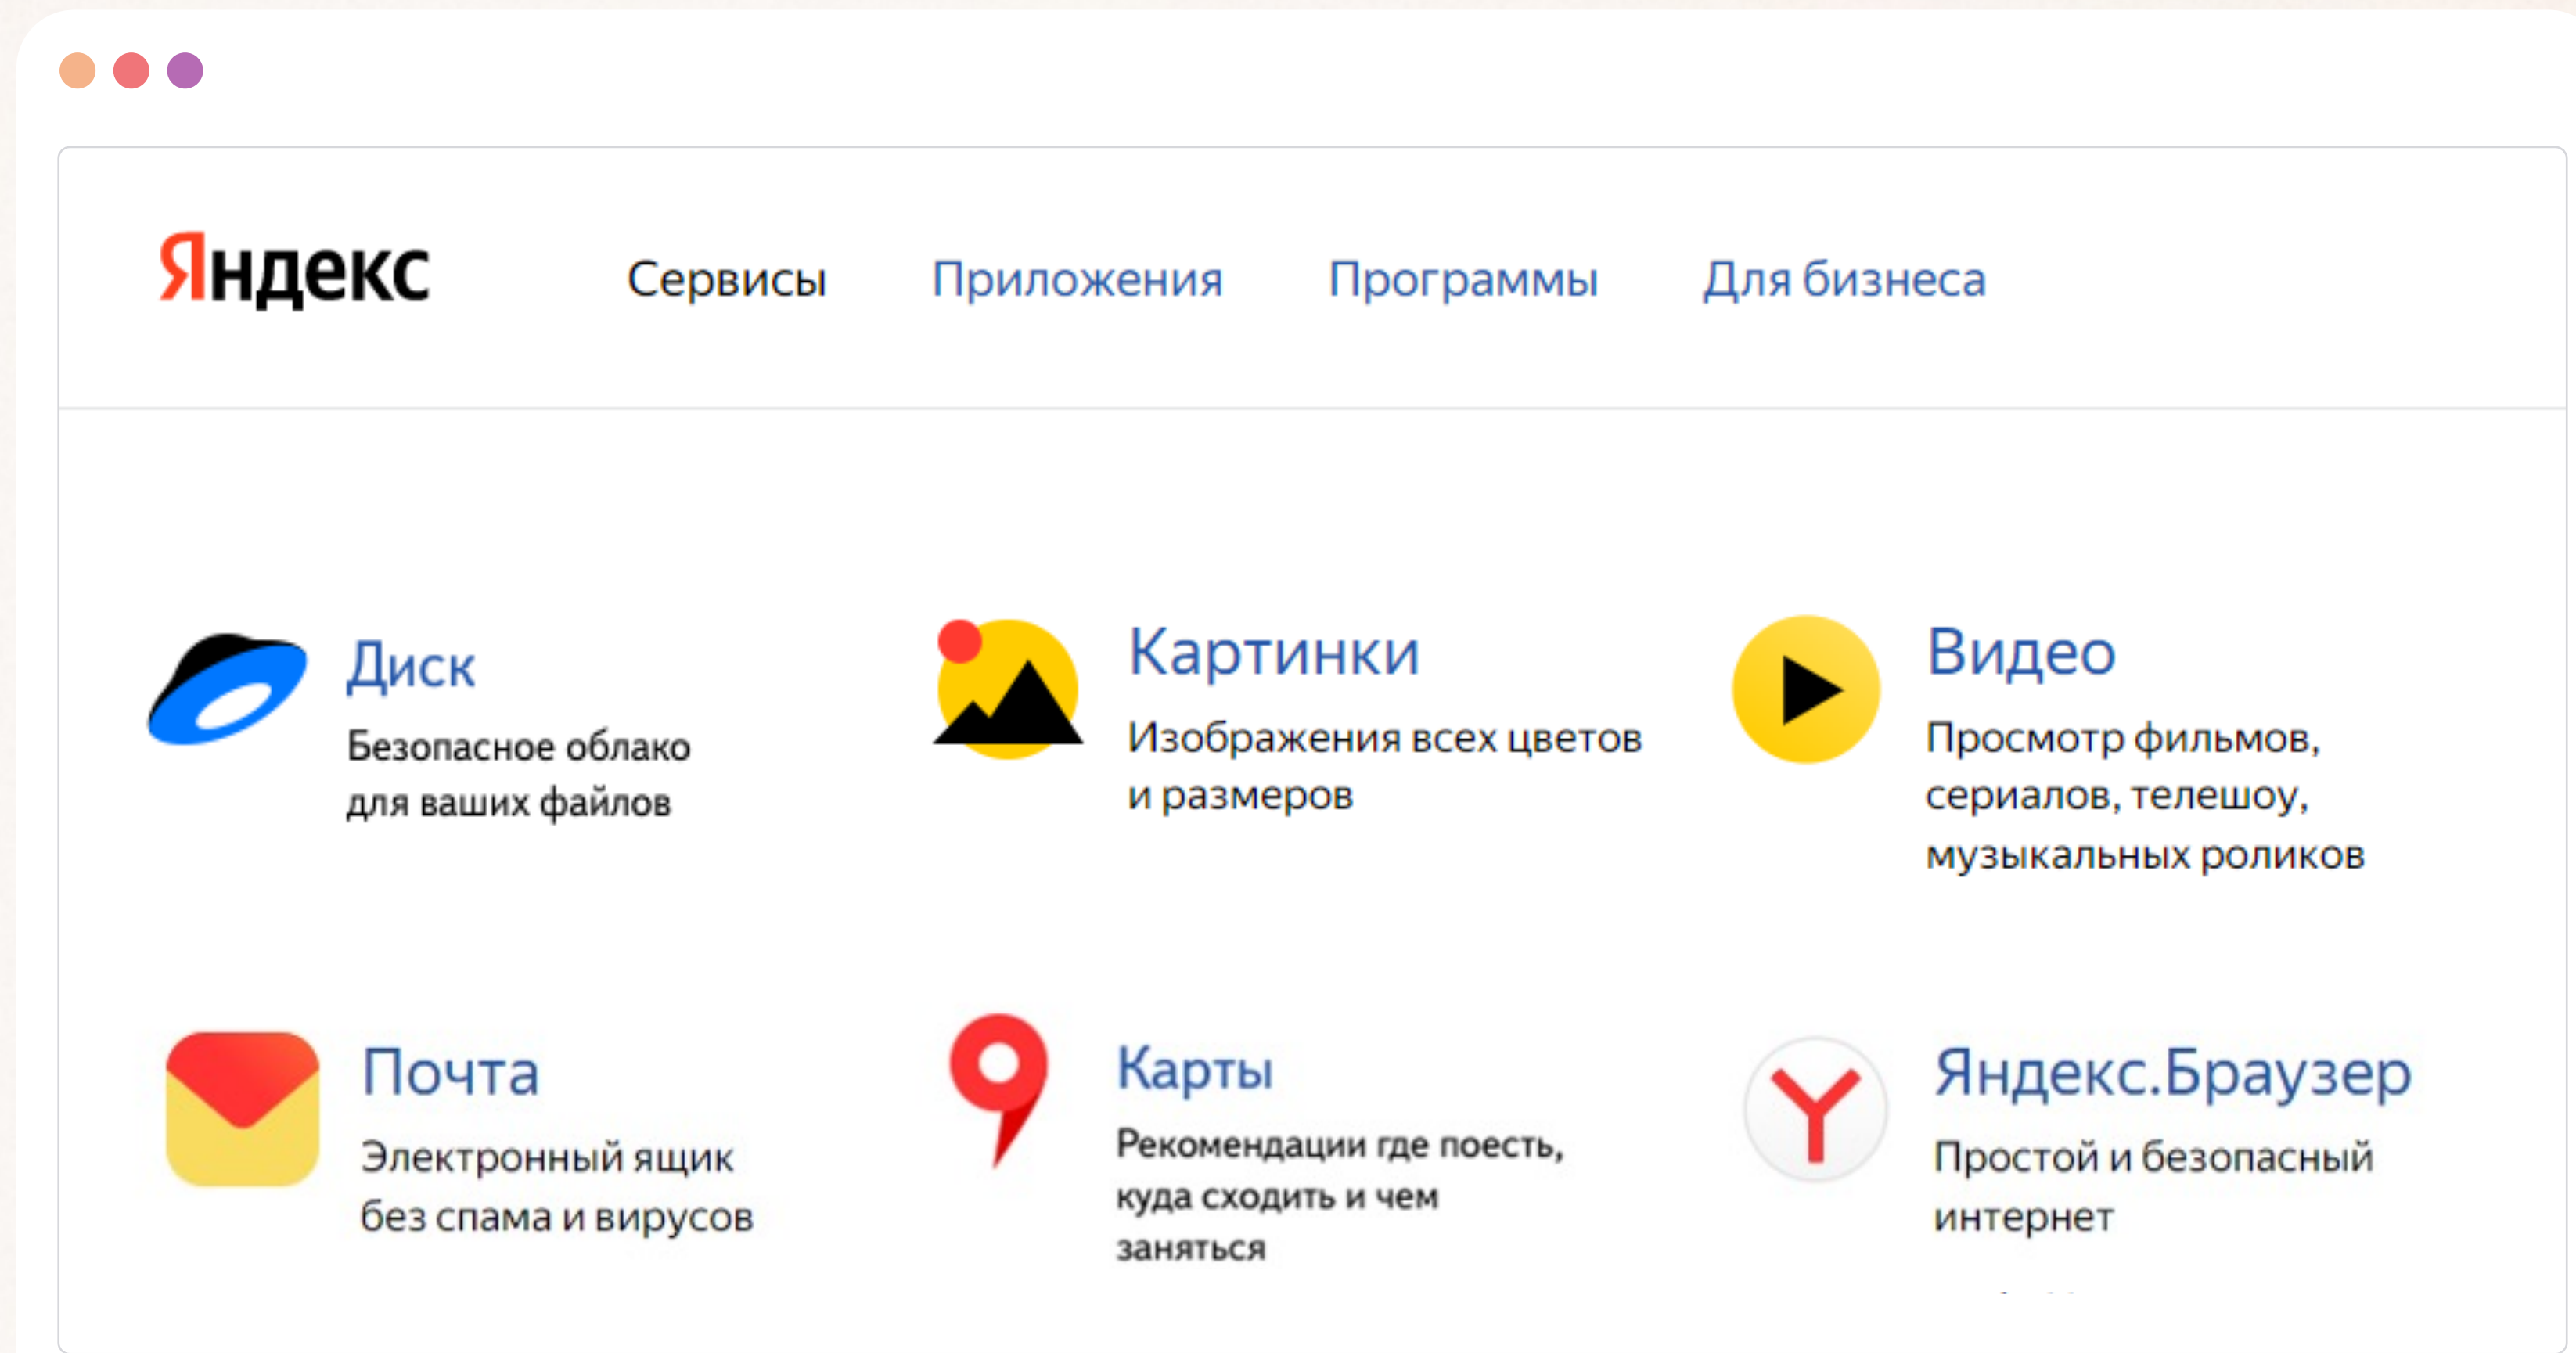 Яндекс Сервисы Приложения Программы Для бизнеса
Диск
Безопасное облако
для ваших файлов
Картинки
Изображения всех цветов
и размеров
Видео
Просмотр фильмов,
сериалов, телешоу,
музыкальных роликов
Почта
Электронный ящик
без спама и вирусов
Карты
Рекомендации где поесть,
куда сходить и чем
заняться
Яндекс.Браузер
Простой и безопасный
интернет